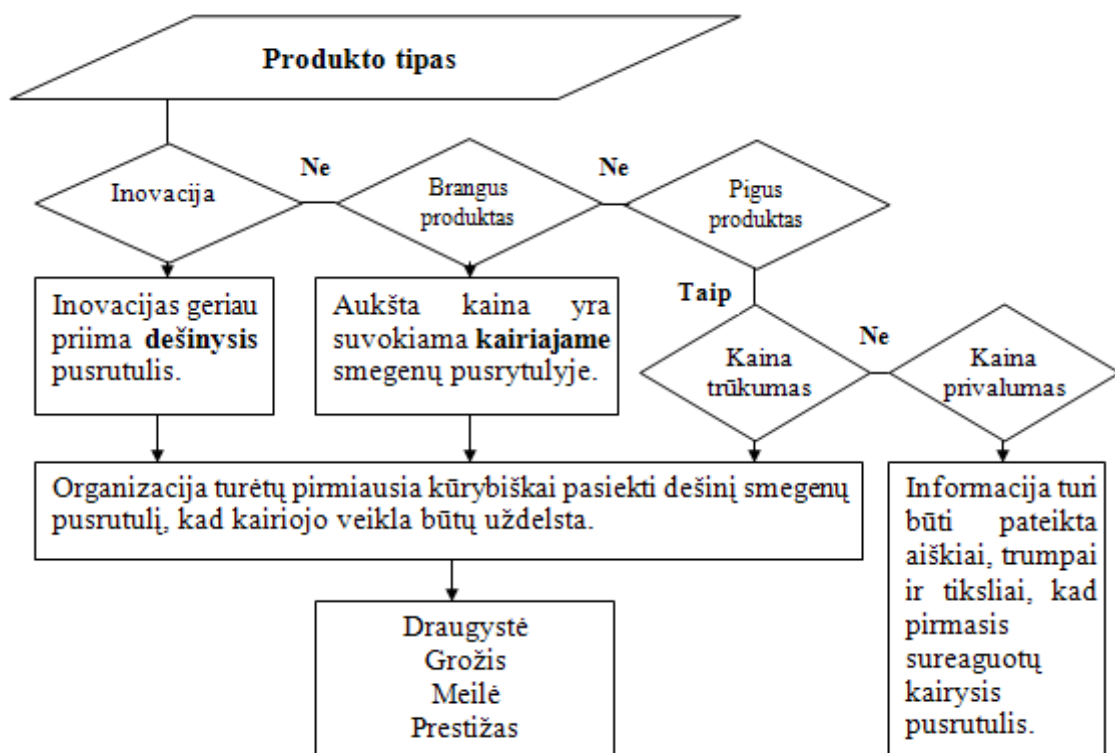 Produkto tipas
Inovacija
Ne
Brangus
produktas
Ne
Pigus
produktas
Inovacijas geriau
priima dešinysis
pusrutulis.
Aukšta kaina yra
suvokiama kairiajame
smegenų pusrytulyje.
Taip
Kaina
trūkumas
Ne
Kaina
privalumas
Organizacija turėtų pirmiausia kūrybiškai pasiekti dešinį smegenų
pusrutulį, kad kairiojo veikla būtų uždelsta.
Informacija turi
būti pateikta
aiškiai, trumpai
ir tiksliai, kad
pirmasis
sureaguotų
kairysis
pusrutulis.
Draugystė
Grožis
Meilė
Prestižas